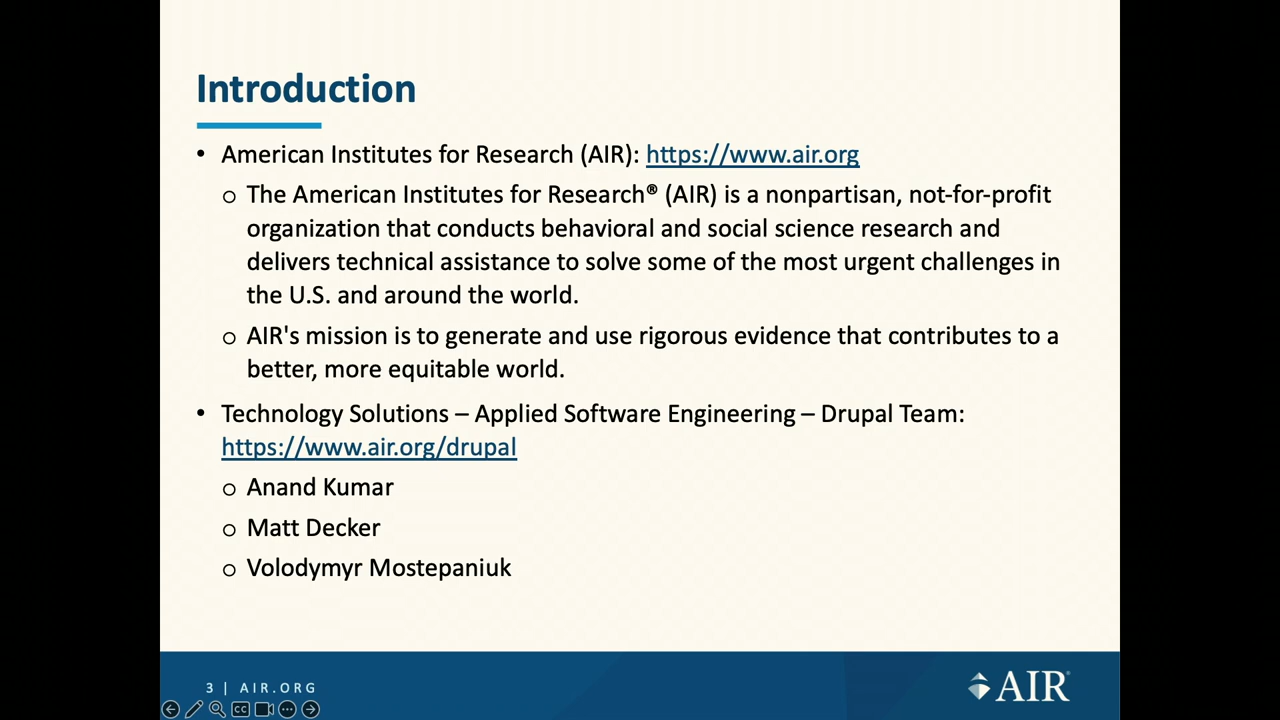 Introduction
• American Institutes for Research (AIR): https://www.air.org
o The American Institutes for Research® (AIR) is a nonpartisan, not-for-profit
organization that conducts behavioral and social science research and
delivers technical assistance to solve some of the most urgent challenges in
the U.S. and around the world.
o AIR's mission is to generate and use rigorous evidence that contributes to a
better, more equitable world.
• Technology Solutions – Applied Software Engineering – Drupal Team:
https://www.air.org/drupal
o Anand Kumar
o Matt Decker
o Volodymyr Mostepaniuk
3 | AIR.ORG
AIR®
CC